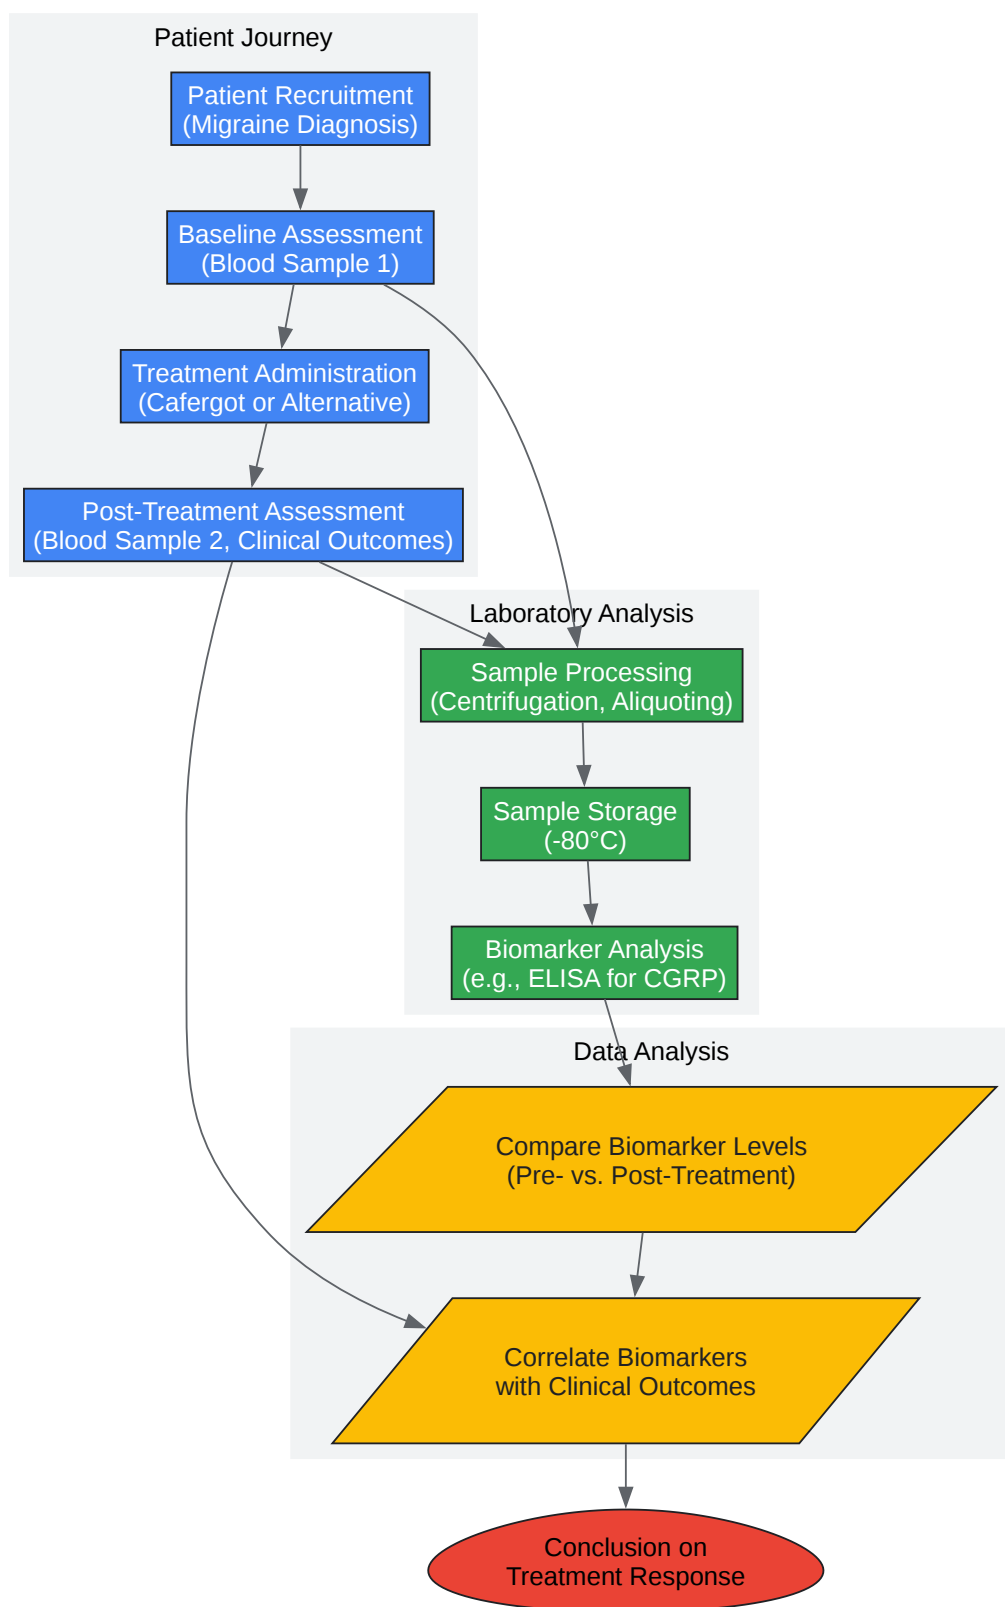 Patient Journey
Patient Recruitment
(Migraine Diagnosis)
Baseline Assessment
(Blood Sample 1)
Treatment Administration
(Cafergot or Alternative)
Post-Treatment Assessment
(Blood Sample 2, Clinical Outcomes)
Laboratory Analysis
Sample Processing
(Centrifugation, Aliquoting)
Sample Storage
(-80°C)
Biomarker Analysis
(e.g., ELISA for CGRP)
Data Analysis
Compare Biomarker Levels
(Pre- vs. Post-Treatment)
Correlate Biomarkers
with Clinical Outcomes
Conclusion on
Treatment Response